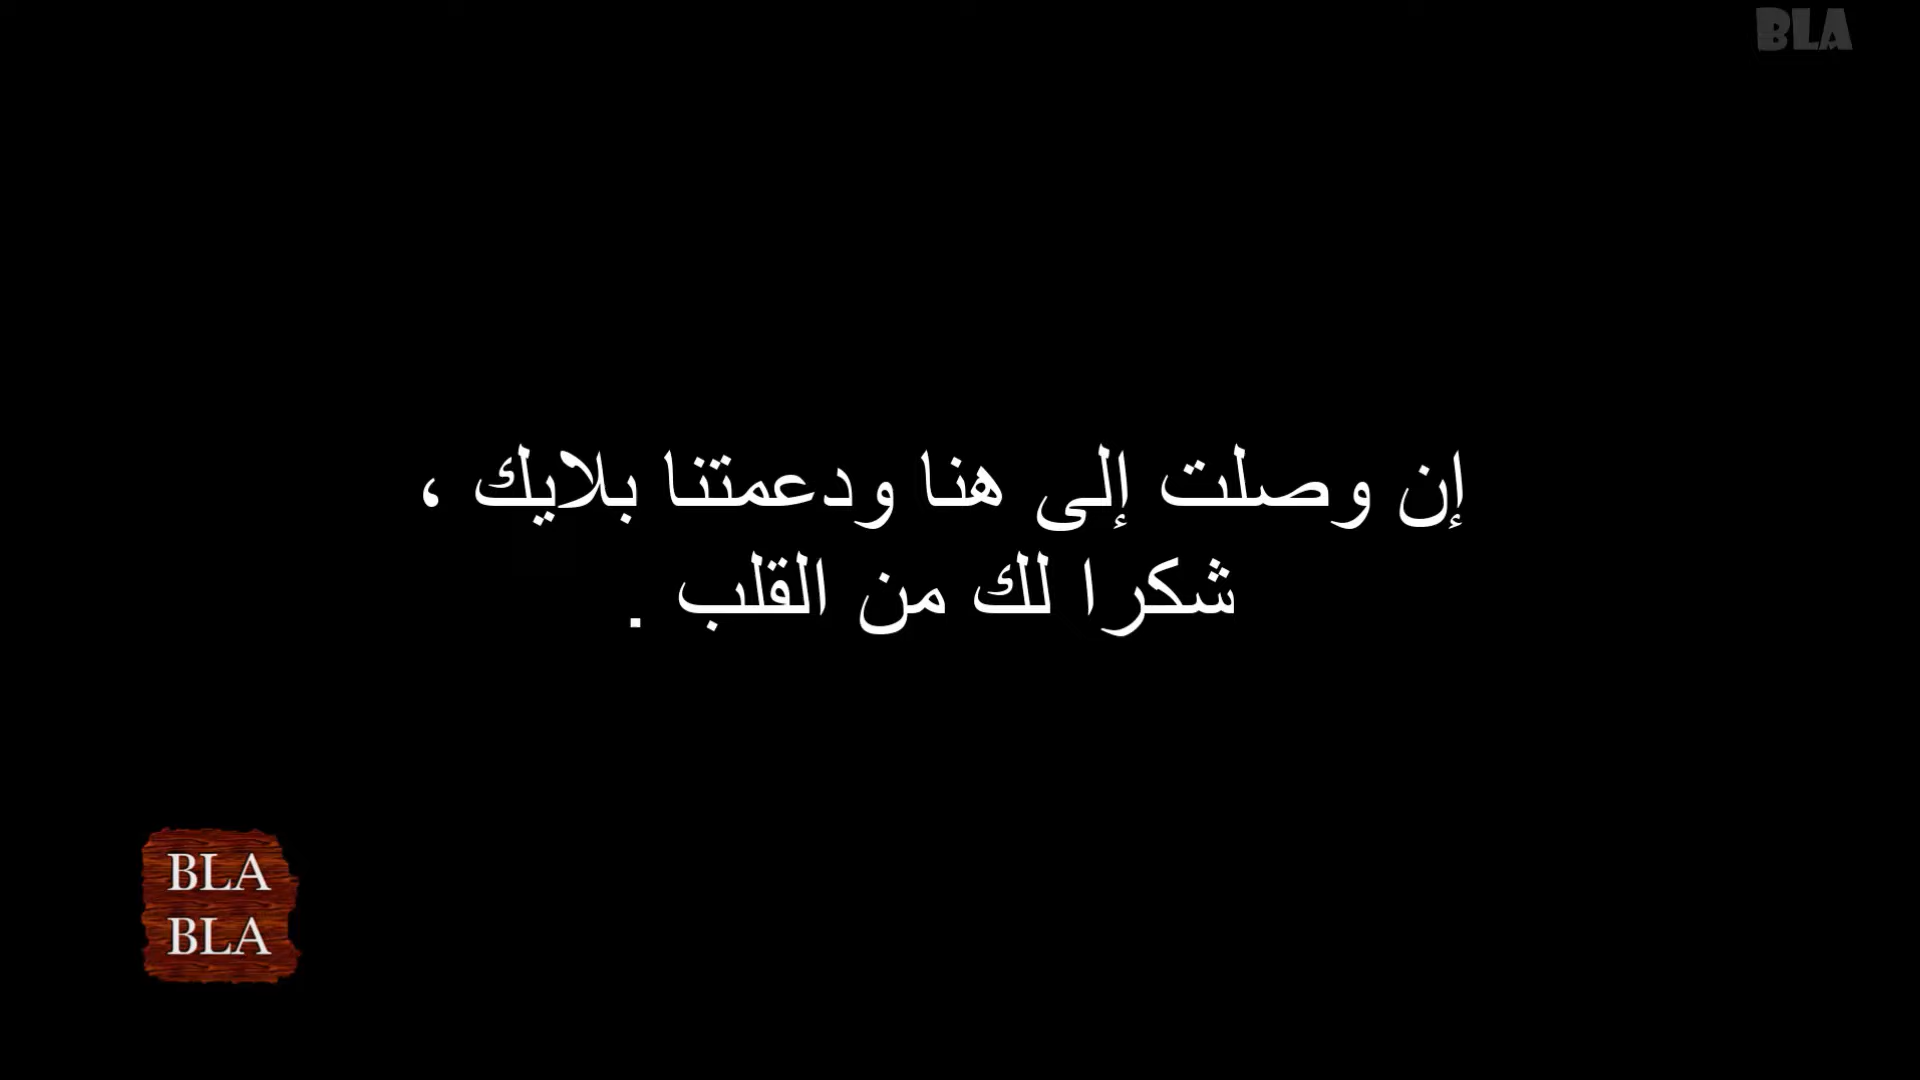 BLA
إن وصلت إلى هنا ودعمتنا بلايك ،
شكرا لك من القلب .
BLA
BLA